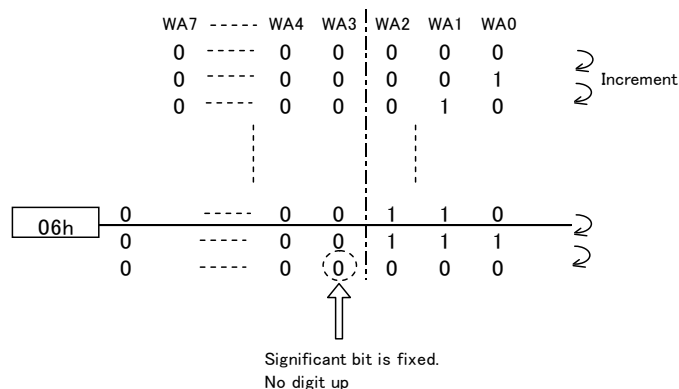 WA7 ----- WA4 WA3 WA2 WA1 WA0
0 ----- 0 0 0 0 0
0 ----- 0 0 0 0 1
Increment
0 ----- 0 0 0 1 0
0 ----- 0 0 1 1 0
06h
0 ----- 0 0 1 1 1
0 ----- 0 0 0 0 0
Significant bit is fixed.
No digit up